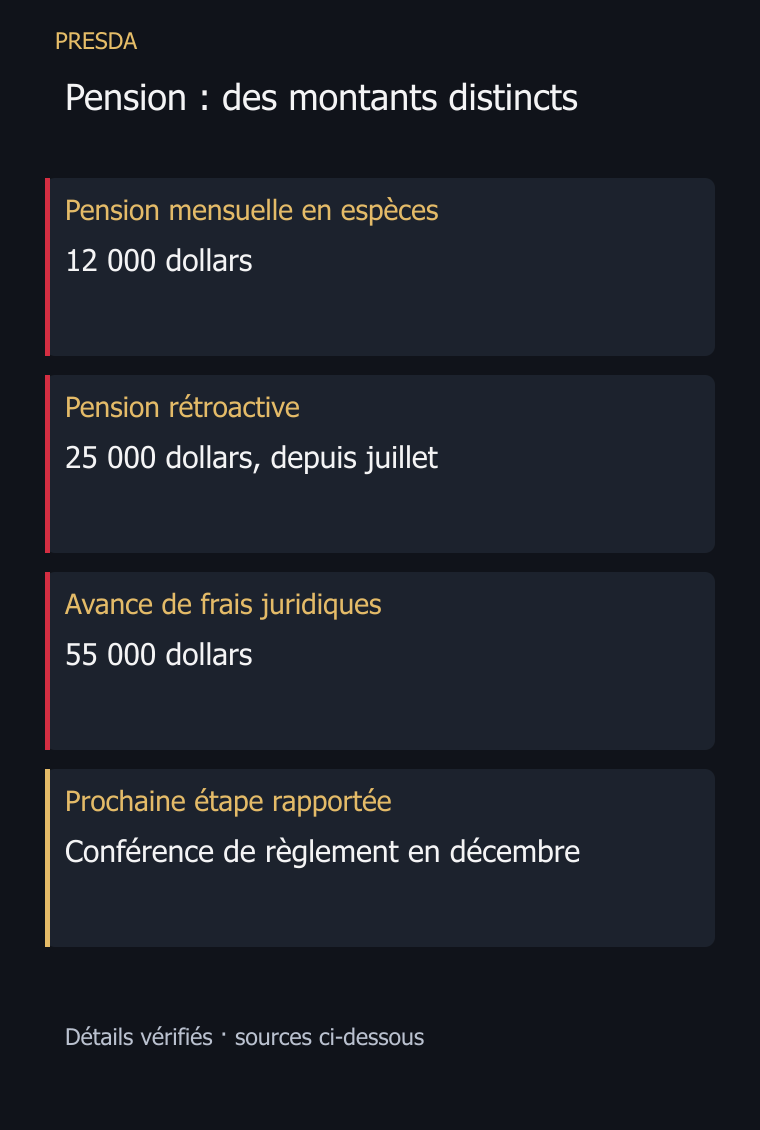 PRESDA
Pension : des montants distincts
Pension mensuelle en espèces
12 000 dollars
Pension rétroactive
25 000 dollars, depuis juillet
Avance de frais juridiques
55 000 dollars
Prochaine étape rapportée
Conférence de règlement en décembre
Détails vérifiés · sources ci-dessous